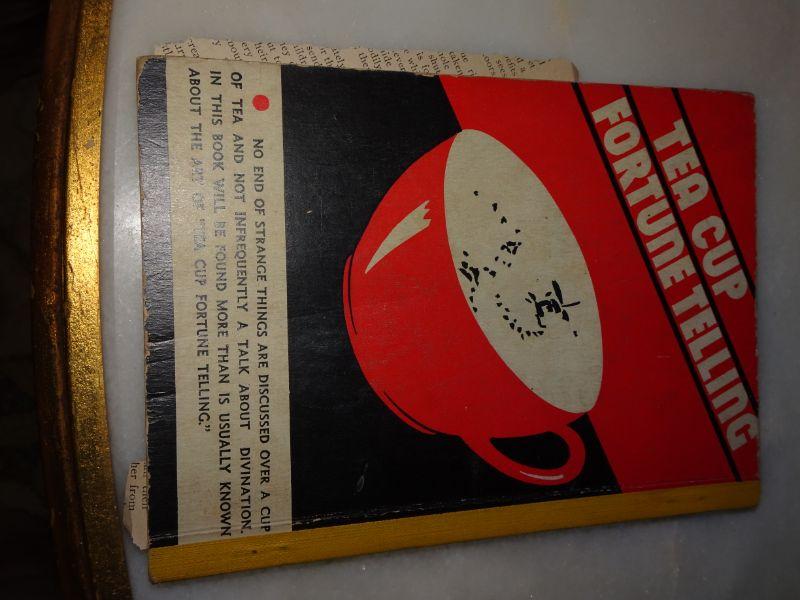 TEA CUP
FORTUNE TELLING
NO END OF STRANGE THINGS ARE DISCUSSED OVER A CUP
OF TEA AND NOT INFREQUENTLY A TALK ABOUT DIVINATION.
IN THIS BOOK WILL BE FOUND MORE THAN IS USUALLY KNOWN
ABOUT THE ART OF "TEA CUP FORTUNE TELLING."
her from